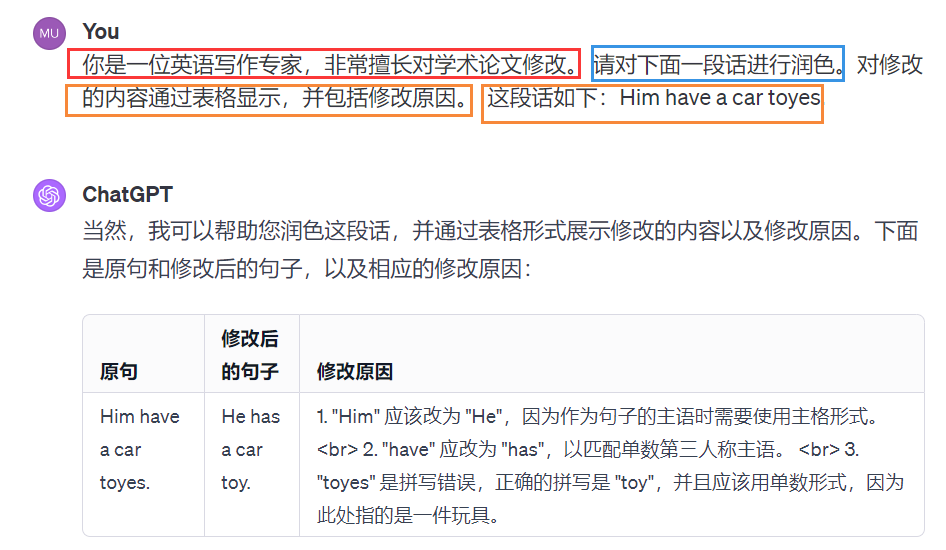 MU
You
你是一位英语写作专家，非常擅长对学术论文修改。请对下面一段话进行润色。对修改
的内容通过表格显示，并包括修改原因。这段话如下：Him have a car toyes
ChatGPT
当然，我可以帮助您润色这段话，并通过表格形式展示修改的内容以及修改原因。下面
是原句和修改后的句子，以及相应的修改原因：
原句
修改后
的句子
修改原因
Him have
a car
toyes.
He has
a car
toy.
1. "Him" 应该改为 "He"，因为作为句子的主语时需要使用主格形式。
<br> 2. "have" 应改为 "has"，以匹配单数第三人称主语。 <br> 3.
"toyes" 是拼写错误，正确的拼写是 "toy"，并且应该用单数形式，因为
此处指的是一件玩具。